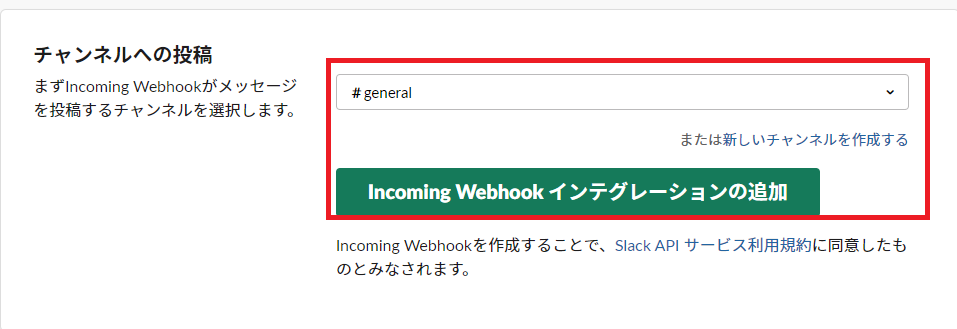 チャンネルへの投稿
まずIncoming Webhookがメッセージ
を投稿するチャンネルを選択します。
# general
または新しいチャンネルを作成する
Incoming Webhook インテグレーションの追加
Incoming Webhookを作成することで、Slack API サービス利用規約に同意したも
のとみなされます。